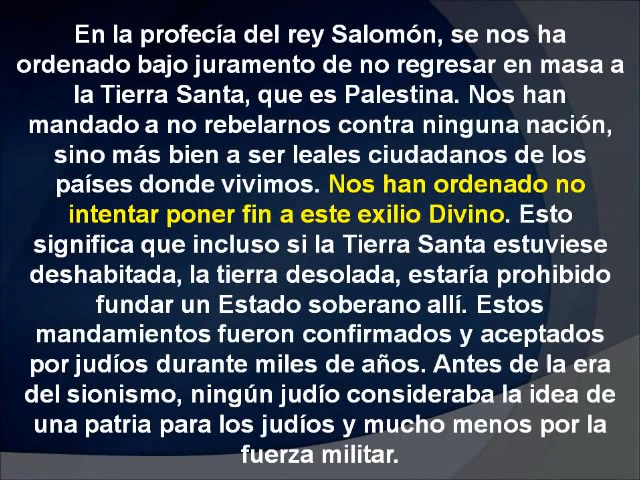 En la profecía del rey Salomón, se nos ha
ordenado bajo juramento de no regresar en masa a
la Tierra Santa, que es Palestina. Nos han
mandado a no rebelarnos contra ninguna nación,
sino más bien a ser leales ciudadanos de los
países donde vivimos. Nos han ordenado no
intentar poner fin a este exilio Divino. Esto
significa que incluso si la Tierra Santa estuviese
deshabitada, la tierra desolada, estaría prohibido
fundar un Estado soberano allí. Estos
mandamientos fueron confirmados y aceptados
por judíos durante miles de años. Antes de la era
del sionismo, ningún judío consideraba la idea de
una patria para los judíos y mucho menos por la
fuerza militar.